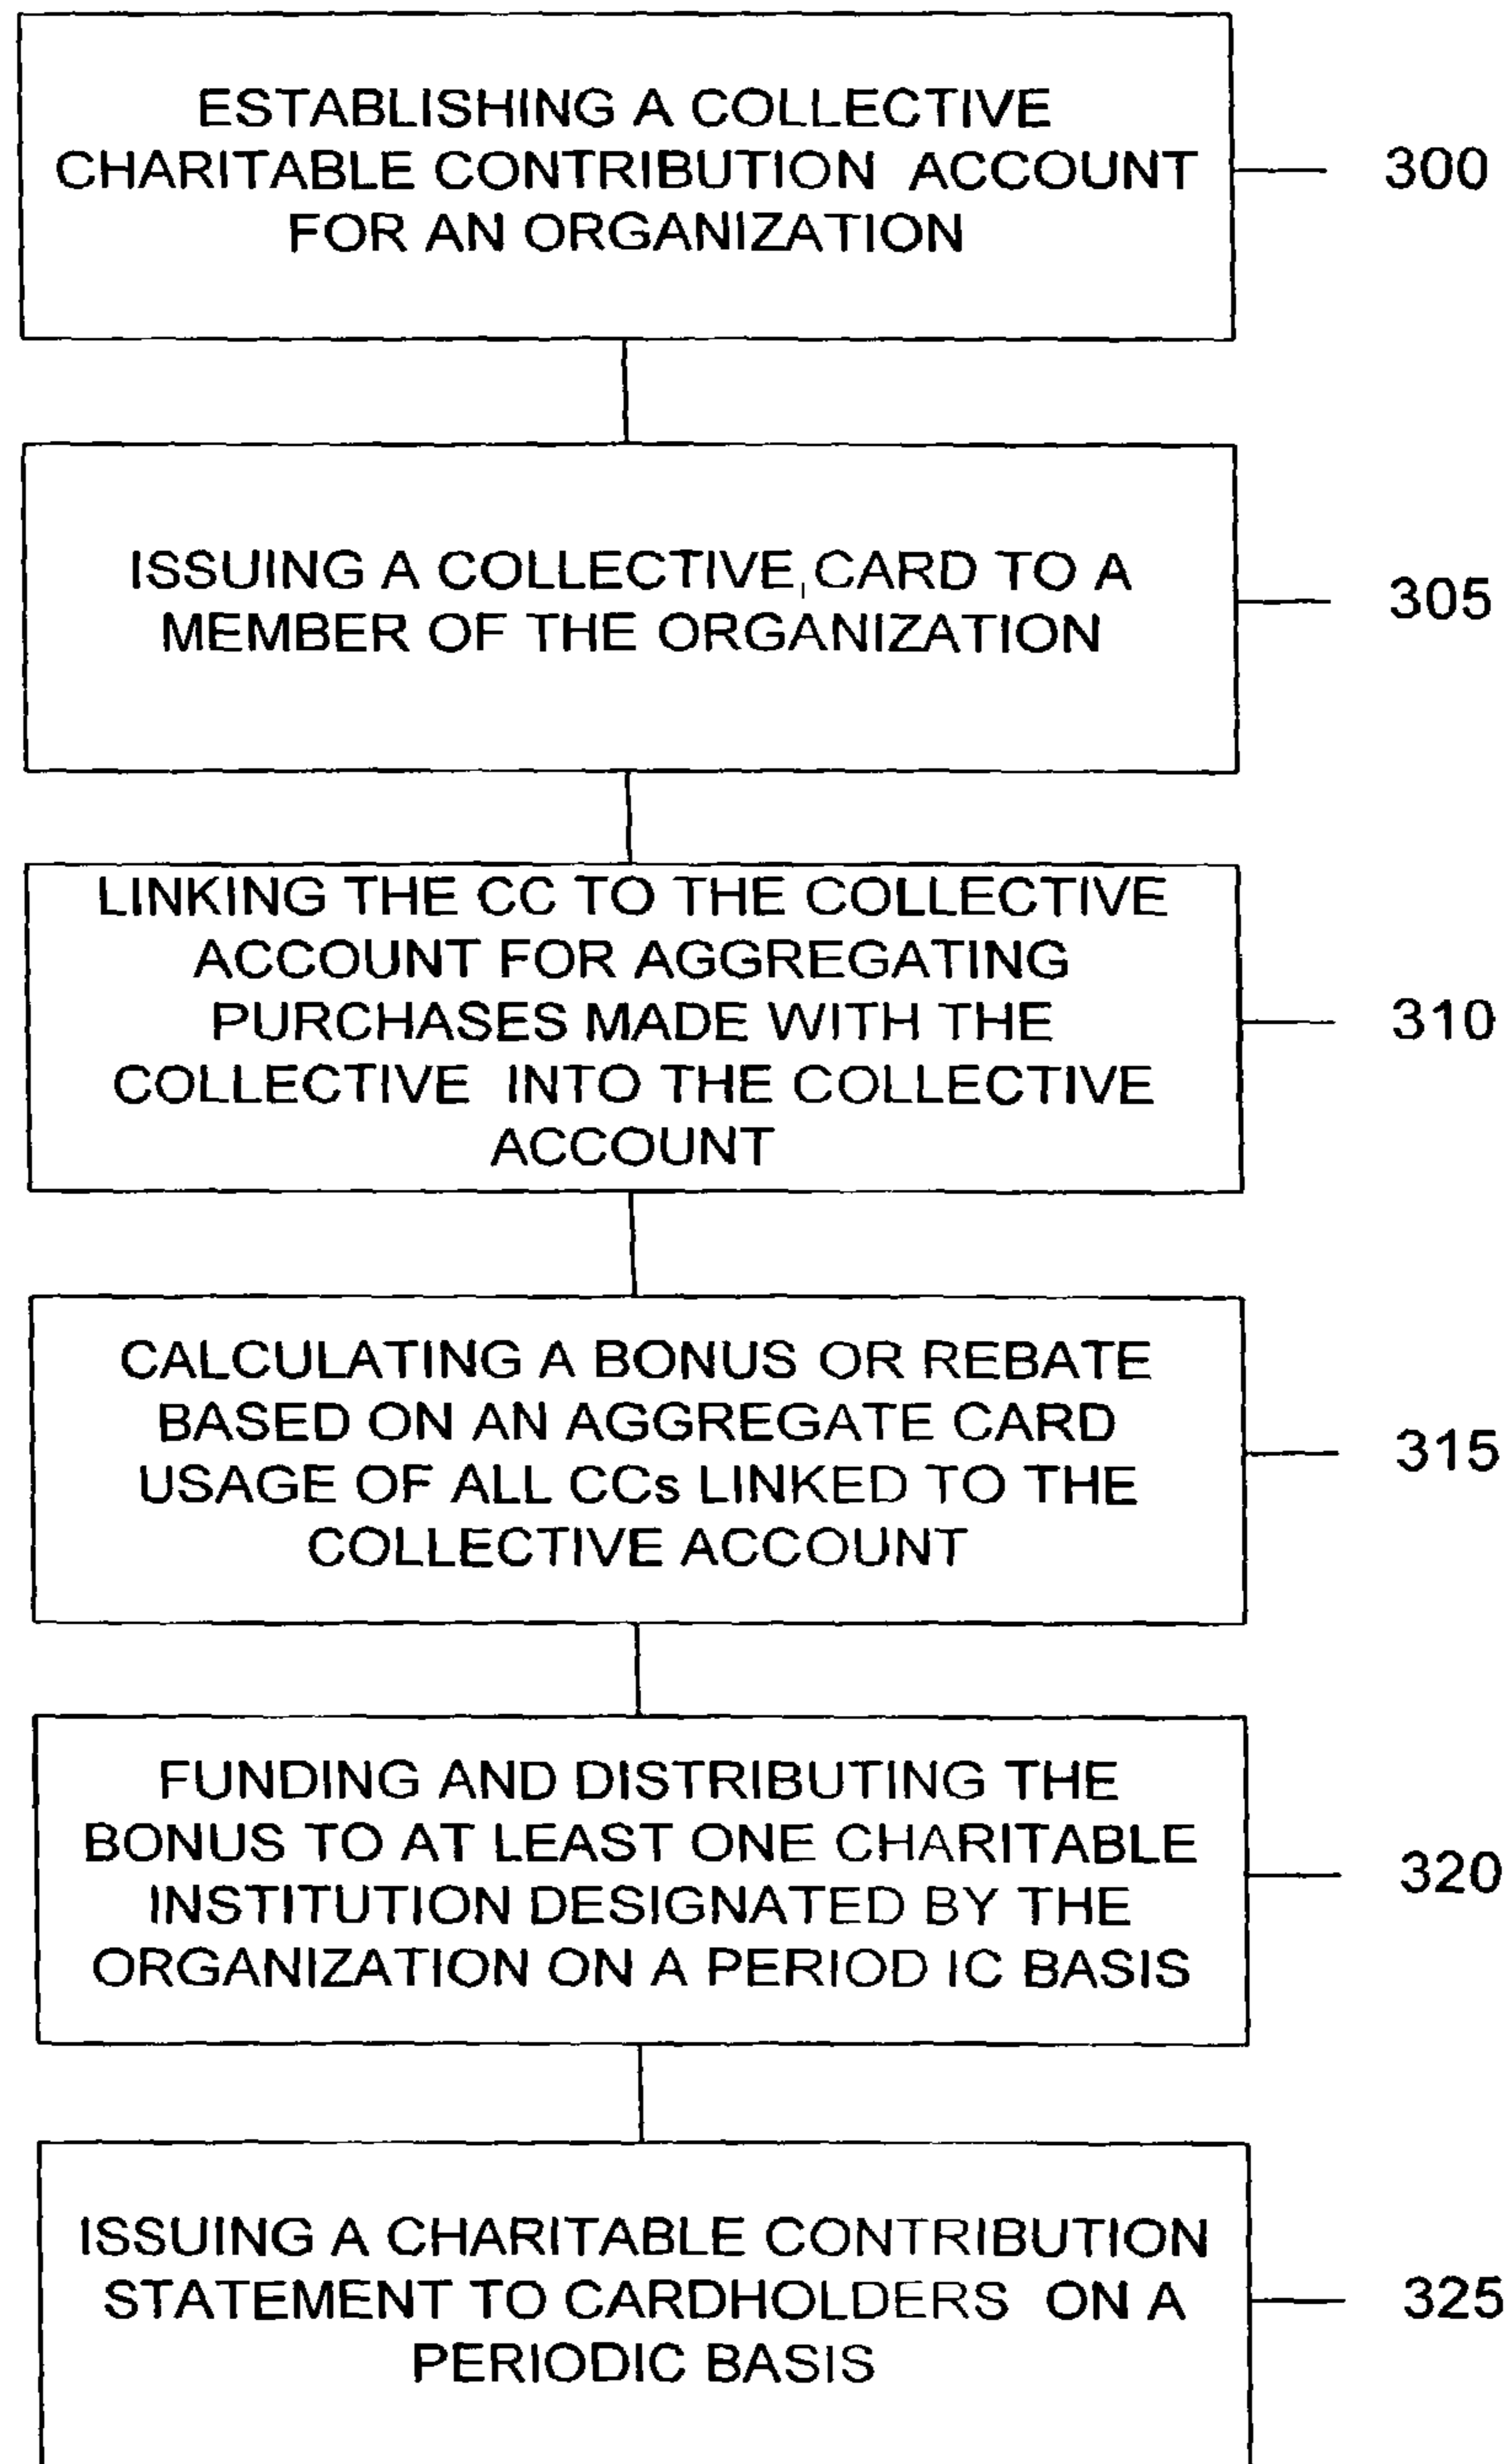 ESTABLISHING A COLLECTIVE
CHARITABLE CONTRIBUTION ACCOUNT
FOR AN ORGANIZATION
300
ISSUING A COLLECTIVE CARD TO A
MEMBER OF THE ORGANIZATION
305
LINKING THE CC TO THE COLLECTIVE
ACCOUNT FOR AGGREGATING
PURCHASES MADE WITH THE
COLLECTIVE INTO THE COLLECTIVE
ACCOUNT
310
CALCULATING A BONUS OR REBATE
BASED ON AN AGGREGATE CARD
USAGE OF ALL CCs LINKED TO THE
COLLECTIVE ACCOUNT
315
FUNDING AND DISTRIBUTING THE
BONUS TO AT LEAST ONE CHARITABLE
INSTITUTION DESIGNATED BY THE
ORGANIZATION ON A PERIOD IC BASIS
320
ISSUING A CHARITABLE CONTRIBUTION
STATEMENT TO CARDHOLDERS ON A
PERIODIC BASIS
325